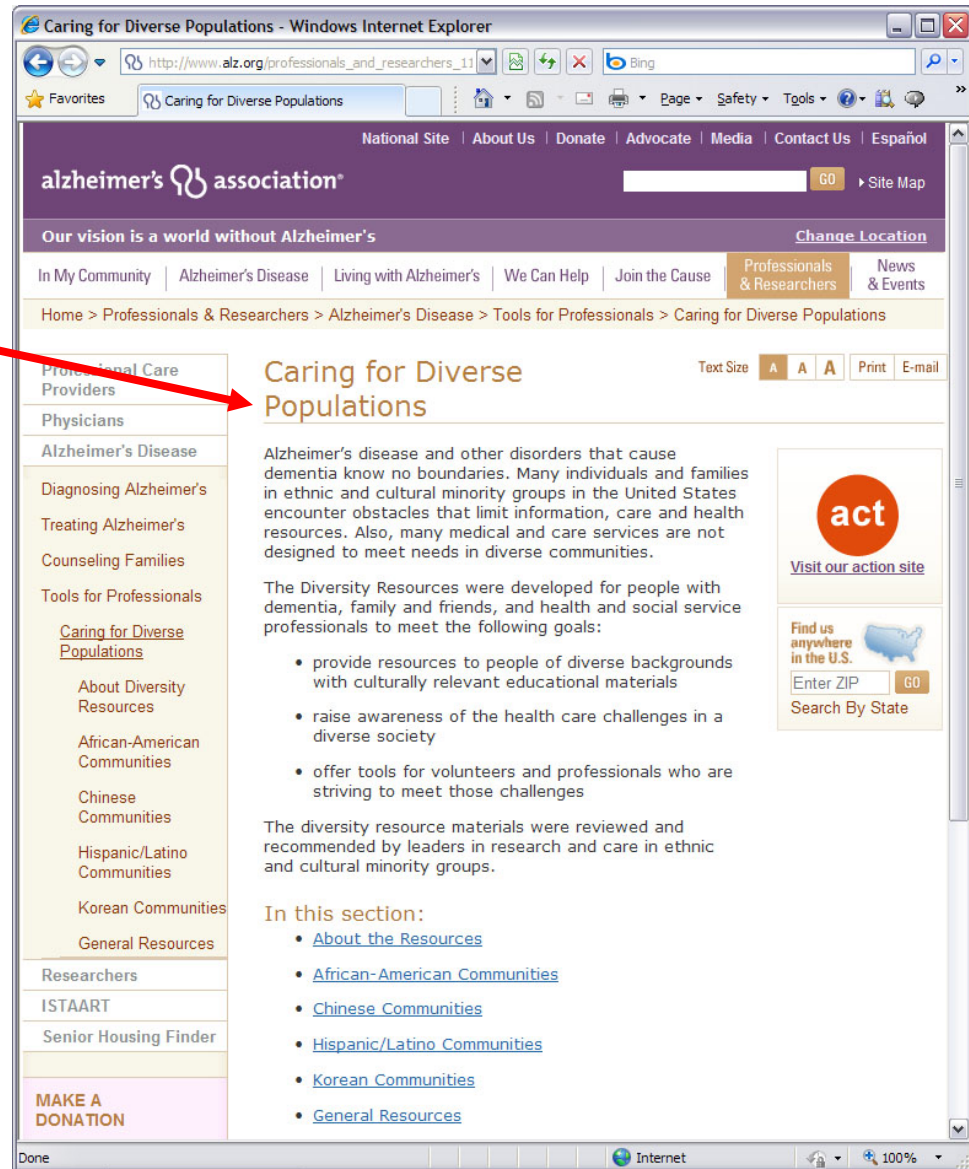 Caring for Diverse Populations - Windows Internet Explorer
http://www.alz.org/professionals_and_researchers_11
Bing
Favorites
Caring for Diverse Populations
Page
Safety
Tools
»
National Site | About Us | Donate | Advocate | Media | Contact Us | Español
alzheimer's association®
GO
Site Map
Our vision is a world without Alzheimer's
Change Location
In My Community | Alzheimer's Disease | Living with Alzheimer's | We Can Help | Join the Cause
Professionals
& Researchers
News
& Events
Home > Professionals & Researchers > Alzheimer's Disease > Tools for Professionals > Caring for Diverse Populations
Professional Care
Providers
Physicians
Alzheimer's Disease
Diagnosing Alzheimer's
Treating Alzheimer's
Counseling Families
Tools for Professionals
Caring for Diverse
Populations
About Diversity
Resources
African-American
Communities
Chinese
Communities
Hispanic/Latino
Communities
Korean Communities
General Resources
Researchers
ISTAART
Senior Housing Finder
MAKE A
DONATION
Caring for Diverse
Populations
Text Size A A A Print E-mail
Alzheimer's disease and other disorders that cause
dementia know no boundaries. Many individuals and families
in ethnic and cultural minority groups in the United States
encounter obstacles that limit information, care and health
resources. Also, many medical and care services are not
designed to meet needs in diverse communities.
The Diversity Resources were developed for people with
dementia, family and friends, and health and social service
professionals to meet the following goals:
• provide resources to people of diverse backgrounds
with culturally relevant educational materials
• raise awareness of the health care challenges in a
diverse society
• offer tools for volunteers and professionals who are
striving to meet those challenges
The diversity resource materials were reviewed and
recommended by leaders in research and care in ethnic
and cultural minority groups.
In this section:
• About the Resources
• African-American Communities
• Chinese Communities
• Hispanic/Latino Communities
• Korean Communities
• General Resources
act
Visit our action site
Find us
anywhere
in the U.S.
Enter ZIP
GO
Search By State
Done
Internet
100%